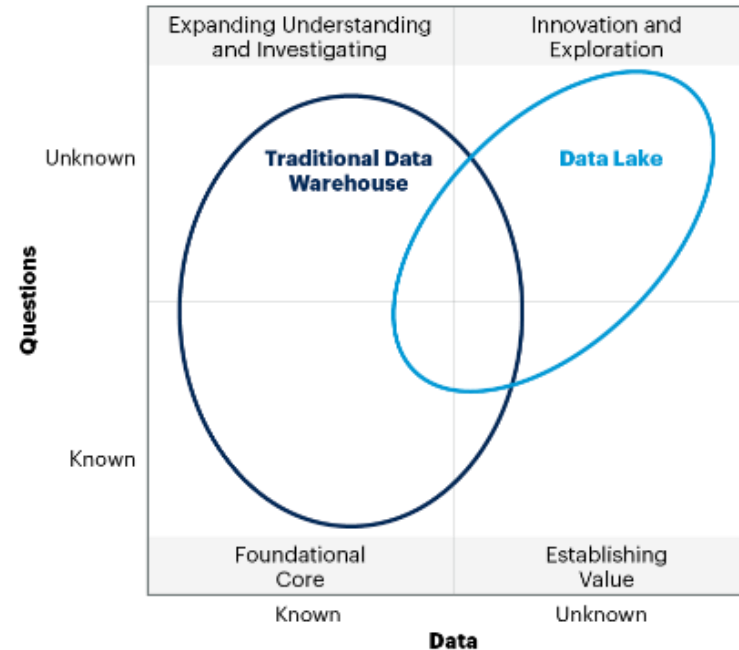 Expanding Understanding
and Investigating
Innovation and
Exploration
Unknown
Traditional Data
Warehouse
Data Lake
Questions
Known
Foundational
Core
Establishing
Value
Known
Unknown
Data